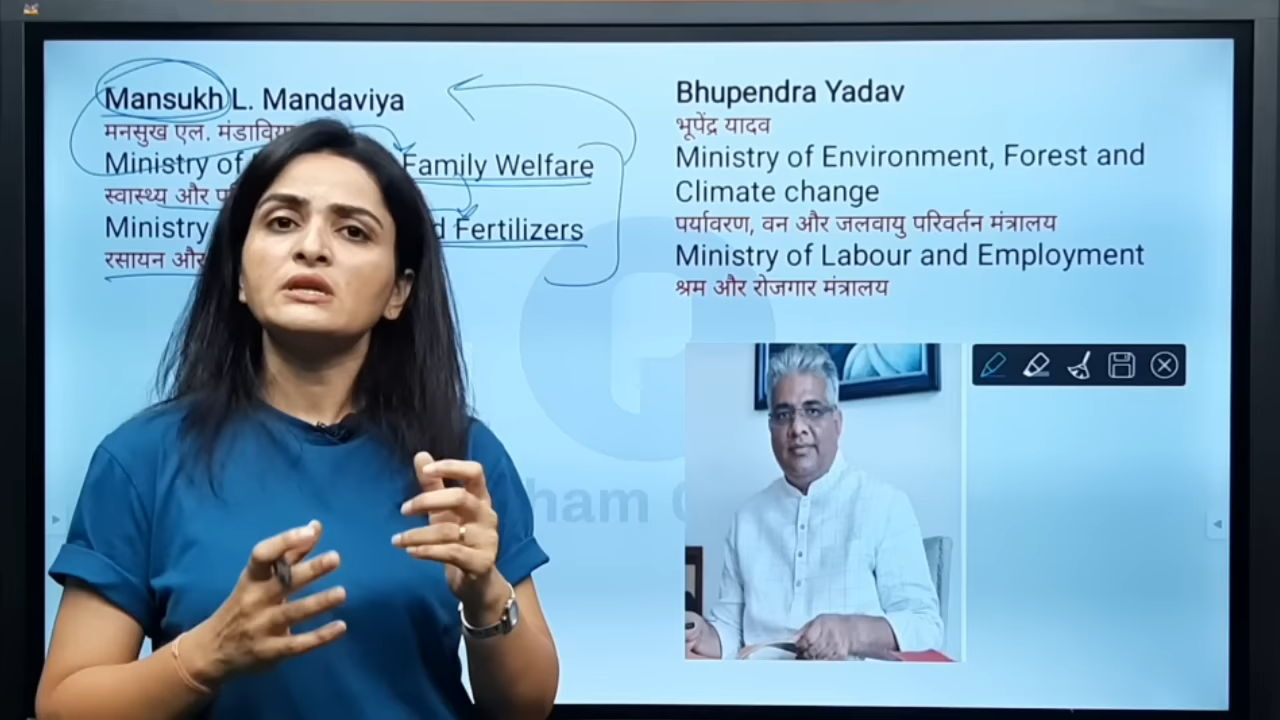 Mansukh L. Mandaviya
मनसुख एल.
Ministry of Family Welfare
स्वास्थ्य और
Ministry Fertilizers
रसायन और
Bhupendra Yadav
भूपेंद्र यादव
Ministry of Environment, Forest and
Climate change
पर्यावरण, वन और जलवायु परिवर्तन मंत्रालय
Ministry of Labour and Employment
श्रम और रोजगार मंत्रालय